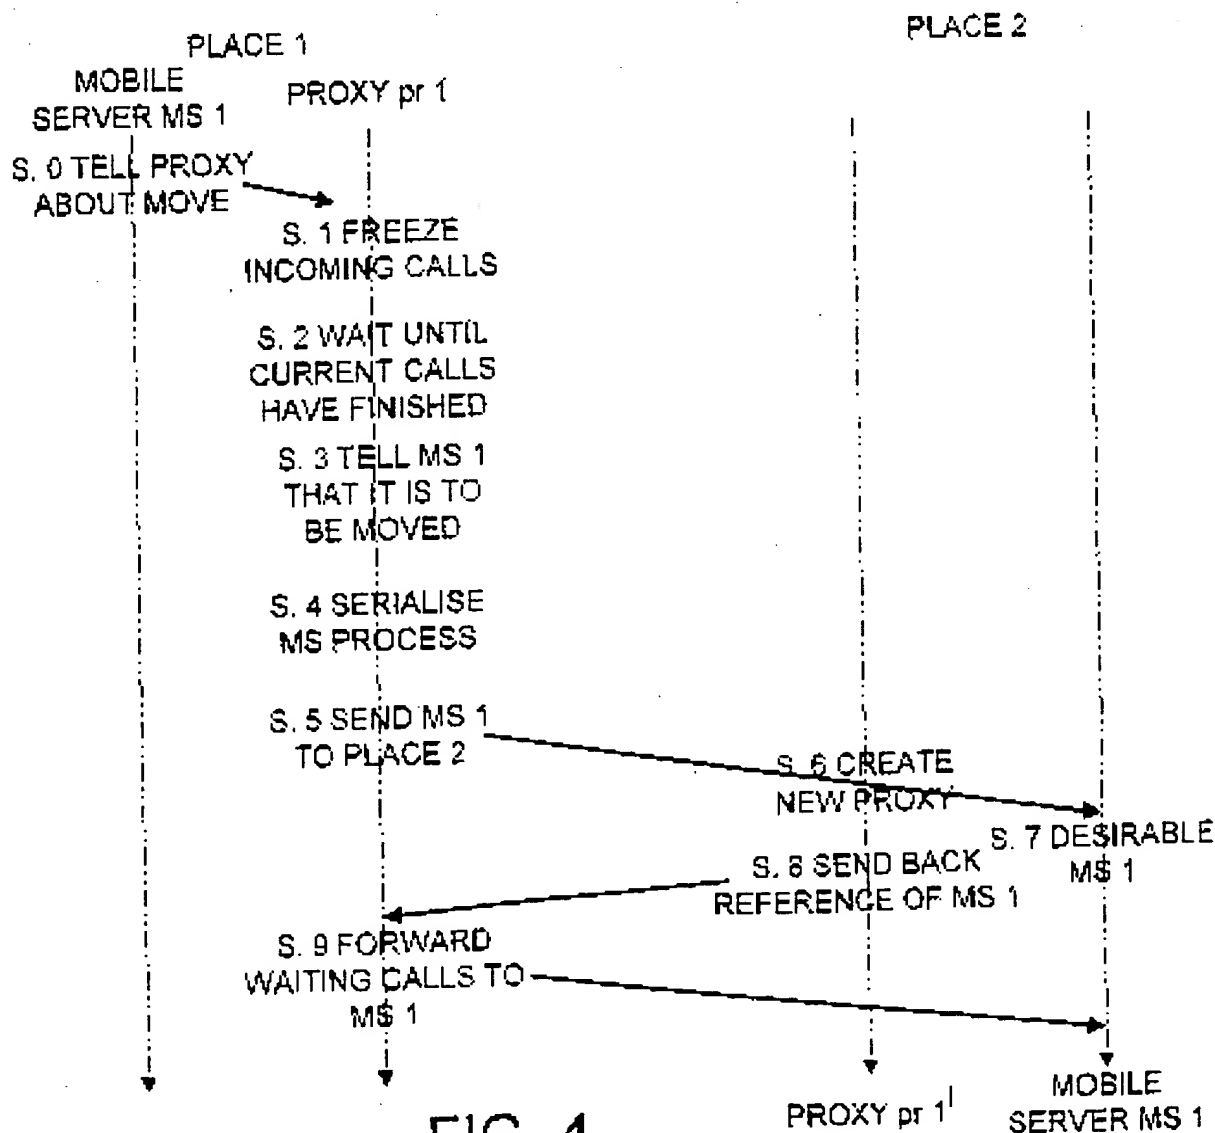 PLACE 1
PLACE 2
MOBILE
SERVER MS 1
PROXY pr 1
S. 0 TELL PROXY
ABOUT MOVE
S. 1 FREEZE
INCOMING CALLS
S. 2 WAIT UNTIL
CURRENT CALLS
HAVE FINISHED
S. 3 TELL MS 1
THAT IT IS TO
BE MOVED
S. 4 SERIALISE
MS PROCESS
S. 5 SEND MS 1
TO PLACE 2
S. 6 CREATE
NEW PROXY
S. 7 DESIRABLE
MS 1
S. 8 SEND BACK
REFERENCE OF MS 1
S. 9 FORWARD
WAITING CALLS TO
MS 1
PROXY pr 1'
MOBILE
SERVER MS 1
FIG. 4